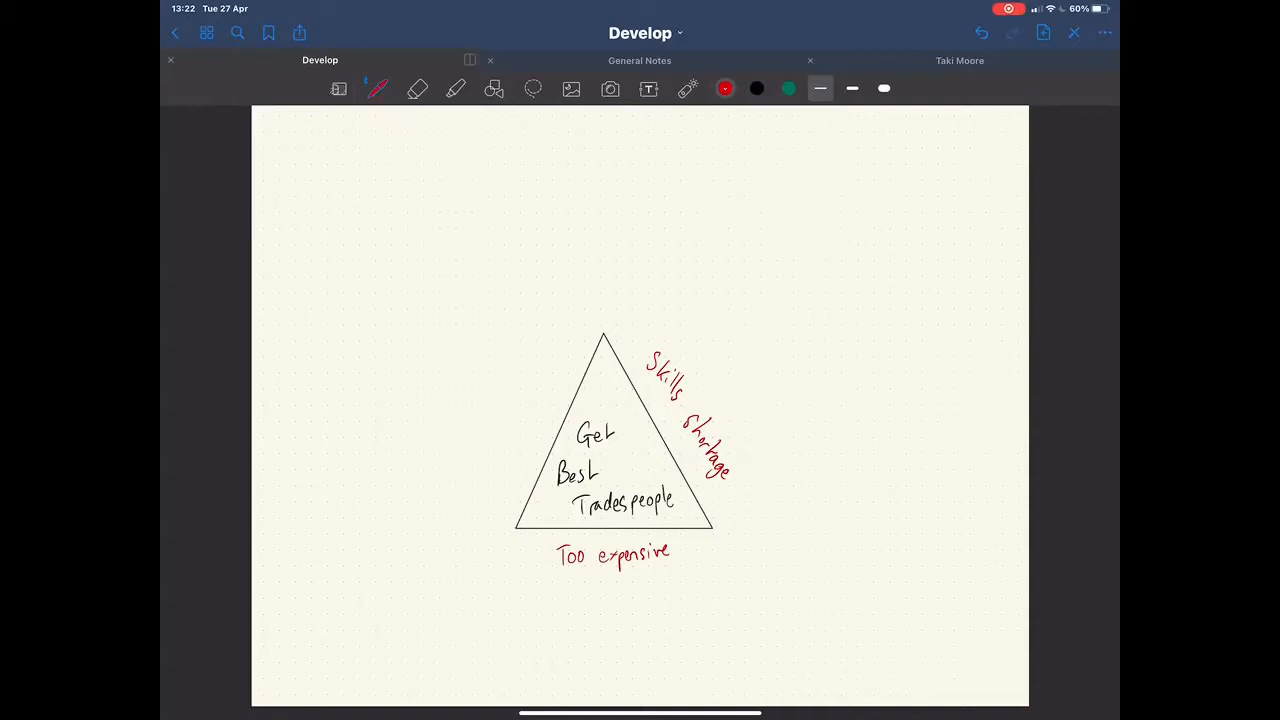 13:22 Tue 27 Apr
60%
Develop
Develop
General Notes
Taki Moore
T
Skills shortage
Get
Best
Tradespeople
Too expensive